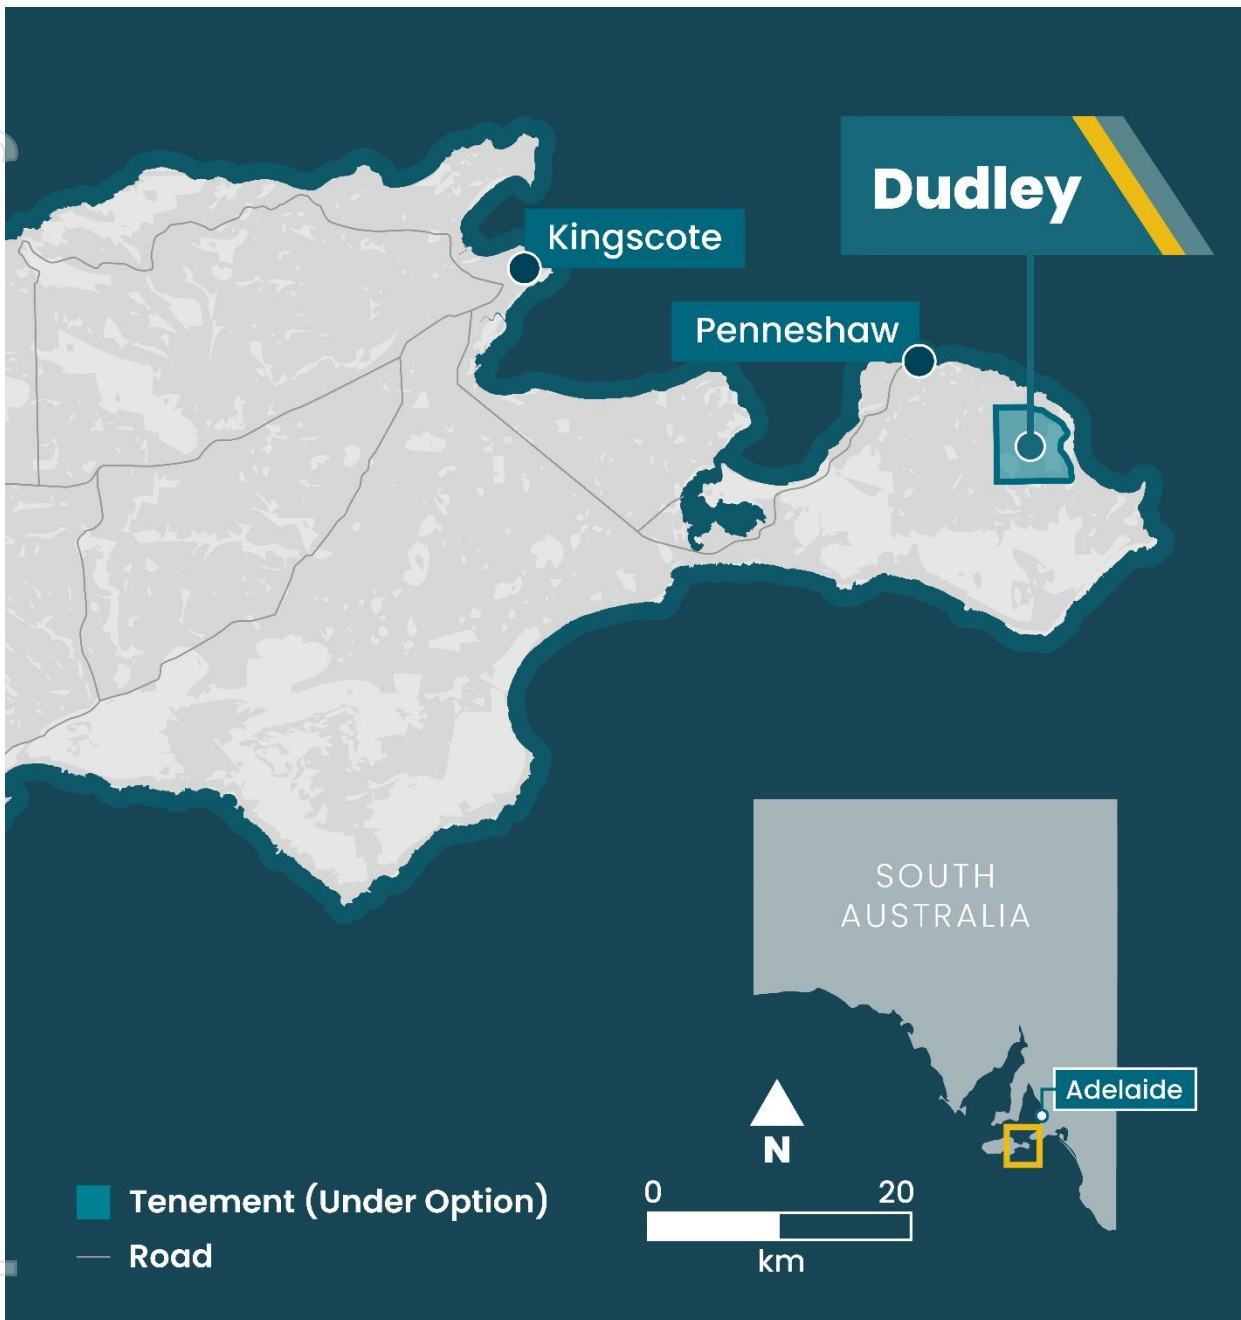 Dudley
Kingscote
Penneshaw
SOUTH
AUSTRALIA
Adelaide
N
0 20
km
Tenement (Under Option)
Road